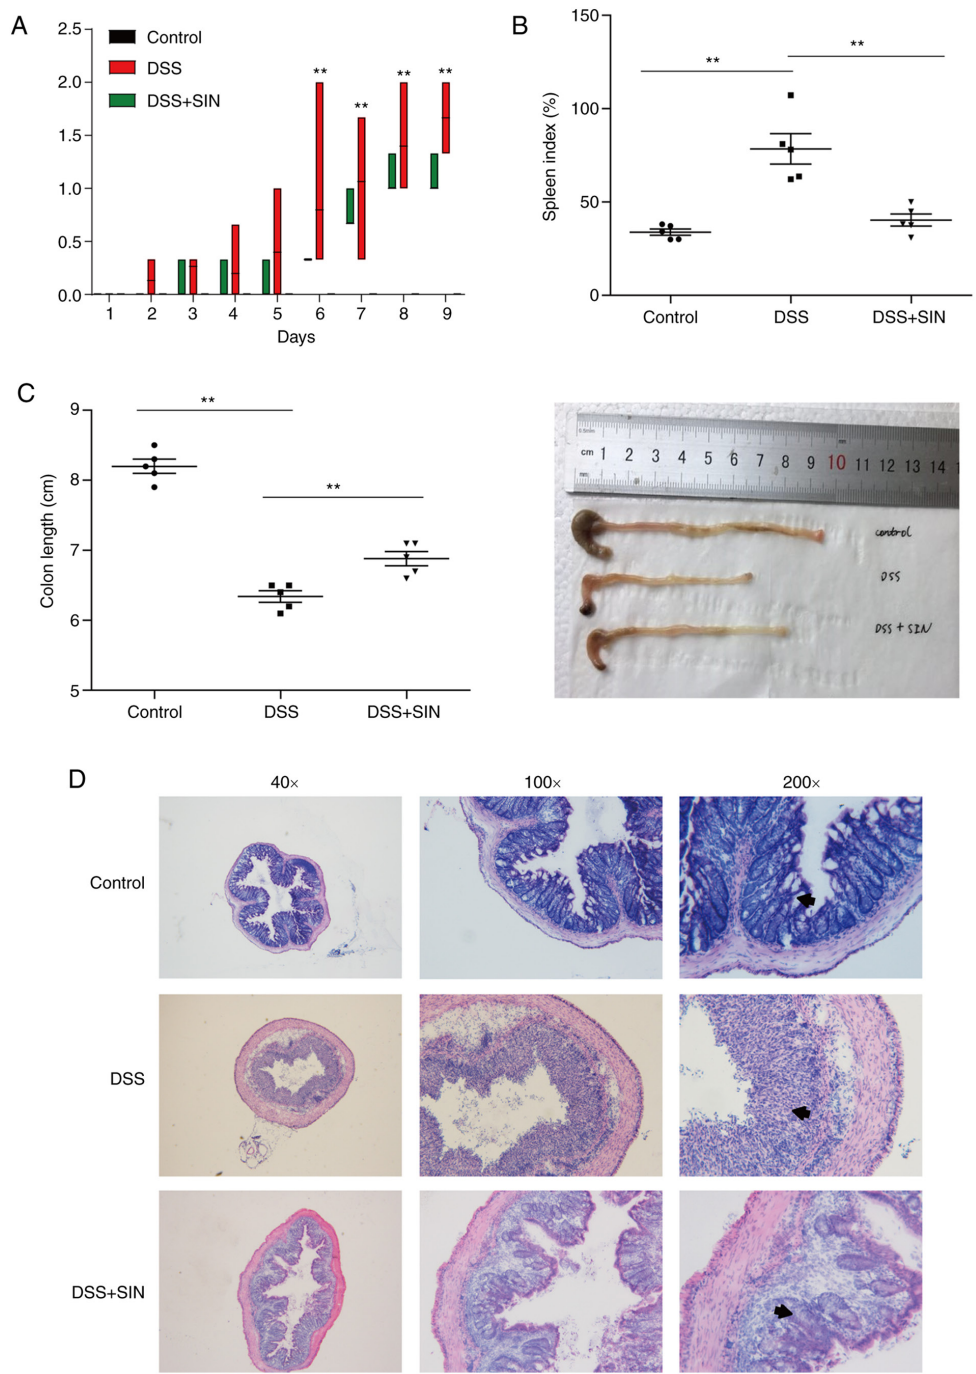 A
2.5
2.0
1.5
1.0
0.5
0.0
Control
DSS
DSS+SIN
**
**
**
**
1 2 3 4 5 6 7 8 9
Days
B
Spleen index (%)
150
100
50
0
**
**
Control DSS DSS+SIN
C
Colon length (cm)
9
8
7
6
5
**
**
Control DSS DSS+SIN
0.5mm
cm 1 2 3 4 5 6 7 8 9 10 11 12 13 14
control
DSS
DSS + SIN
D
40× 100× 200×
Control
DSS
DSS+SIN